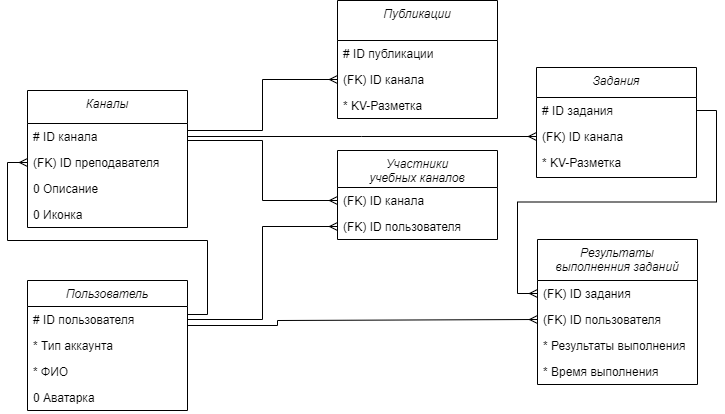 Публикации
# ID публикации
(FK) ID канала
* KV-Разметка
Задания
# ID задания
(FK) ID канала
* KV-Разметка
Каналы
# ID канала
(FK) ID преподавателя
0 Описание
0 Иконка
Участники
учебных каналов
(FK) ID канала
(FK) ID пользователя
Результаты
выполненния заданий
(FK) ID задания
(FK) ID пользователя
* Результаты выполнения
* Время выполнения
Пользователь
# ID пользователя
* Тип аккаунта
* ФИО
0 Аватарка